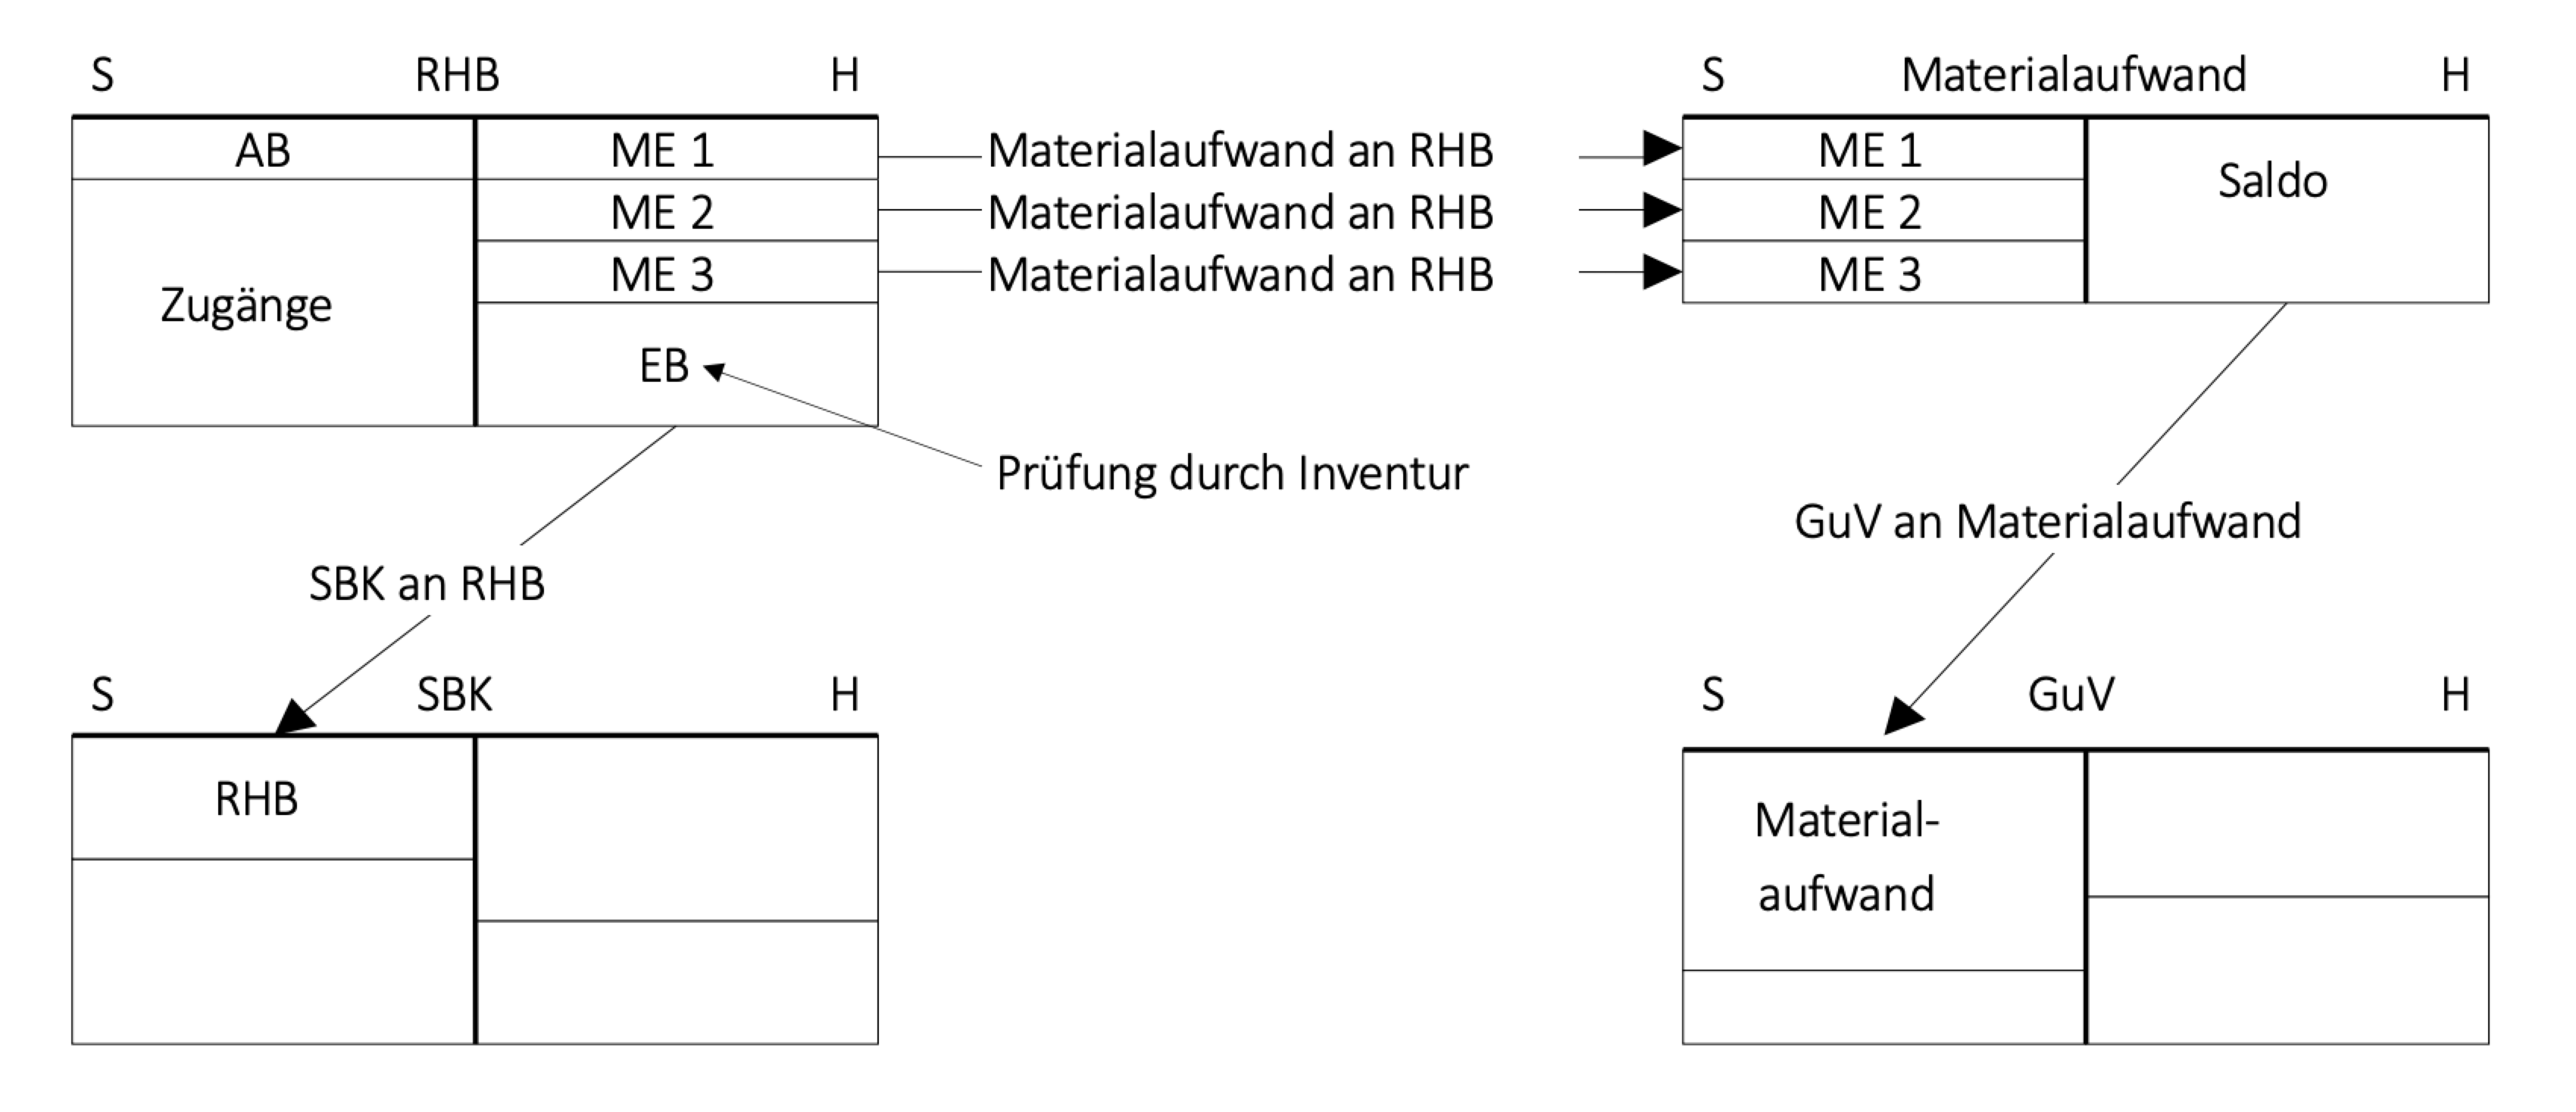 S RHB H
S Materialaufwand H
AB ME 1 Materialaufwand an RHB ME 1 Saldo
ME 2 Materialaufwand an RHB ME 2
Zugänge ME 3 Materialaufwand an RHB ME 3
EB
Prüfung durch Inventur
SBK an RHB
GuV an Materialaufwand
S SBK H
S GuV H
RHB
Material-
aufwand